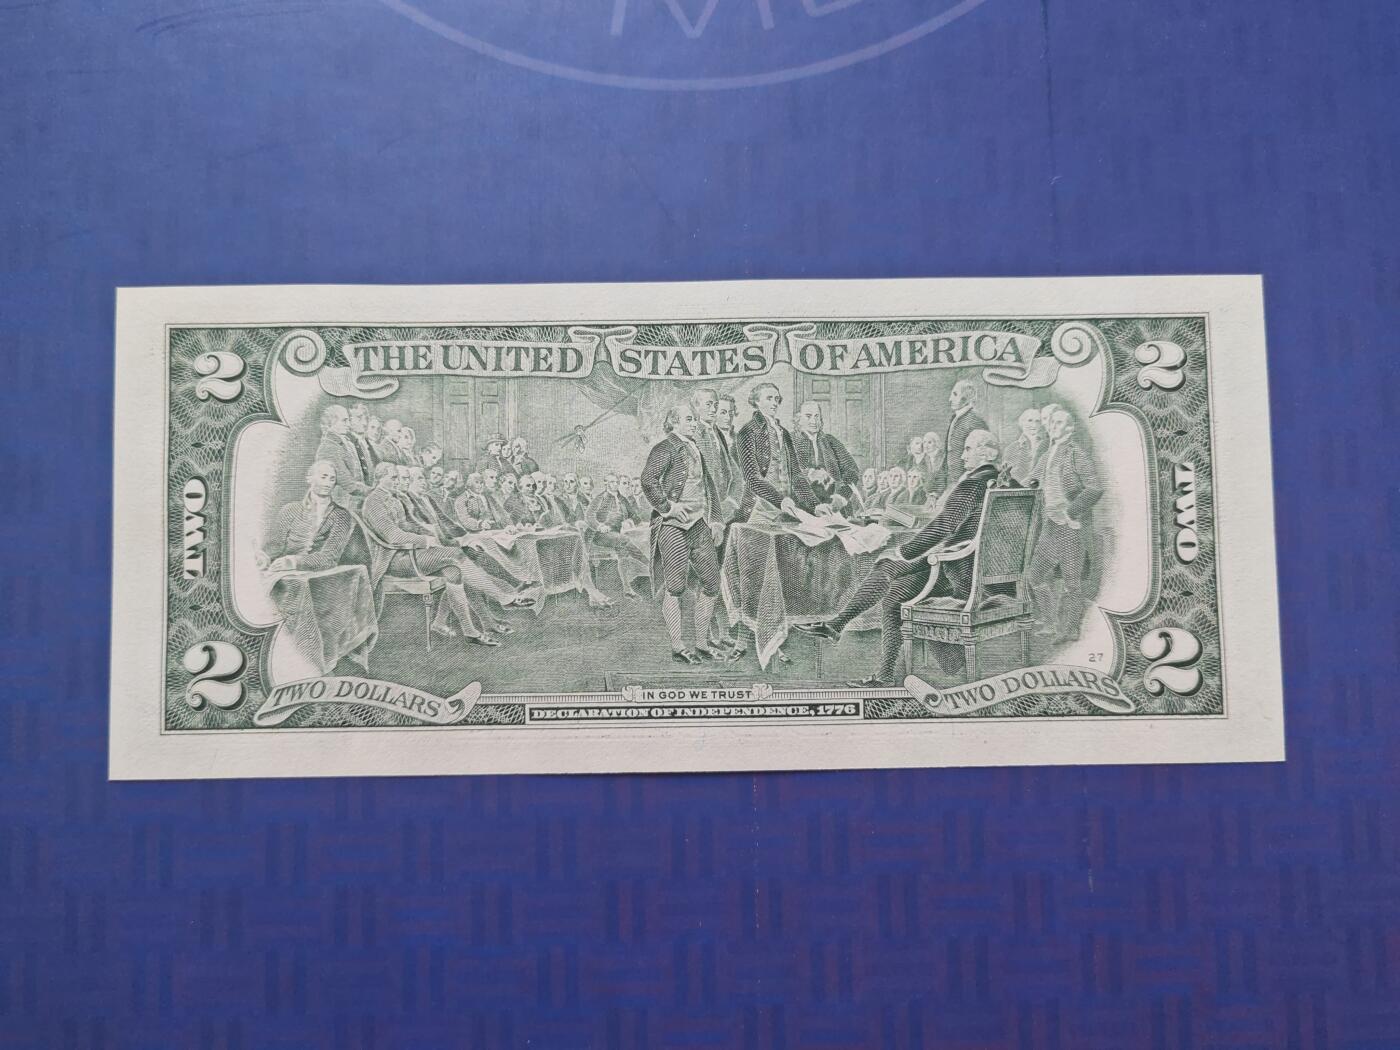 THE UNITED STATES OF AMERICA
2
2
TWO
TWO
2
2
27
TWO DOLLARS
IN GOD WE TRUST
TWO DOLLARS
DECLARATION OF INDEPENDENCE, 1776